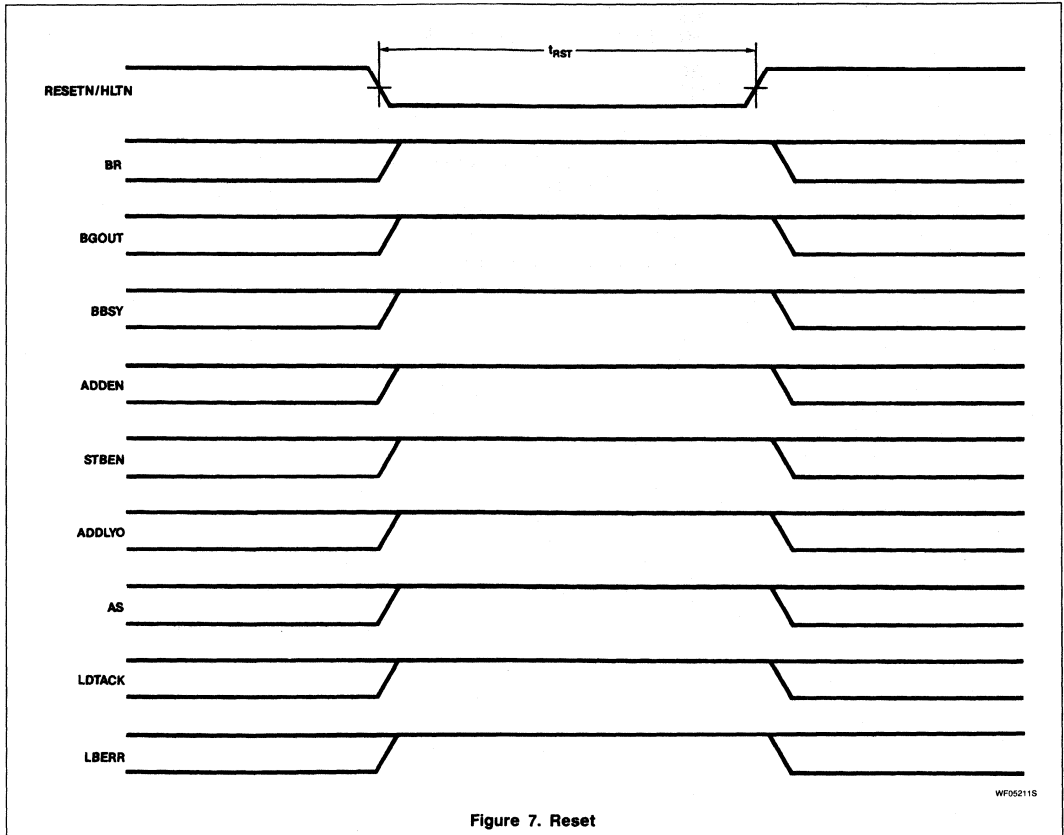 tRST
RESETN/HLTN
BR
BGOUT
BBSY
ADDEN
STBEN
ADDLYO
AS
LDTACK
LBERR
WF05211S
Figure 7. Reset